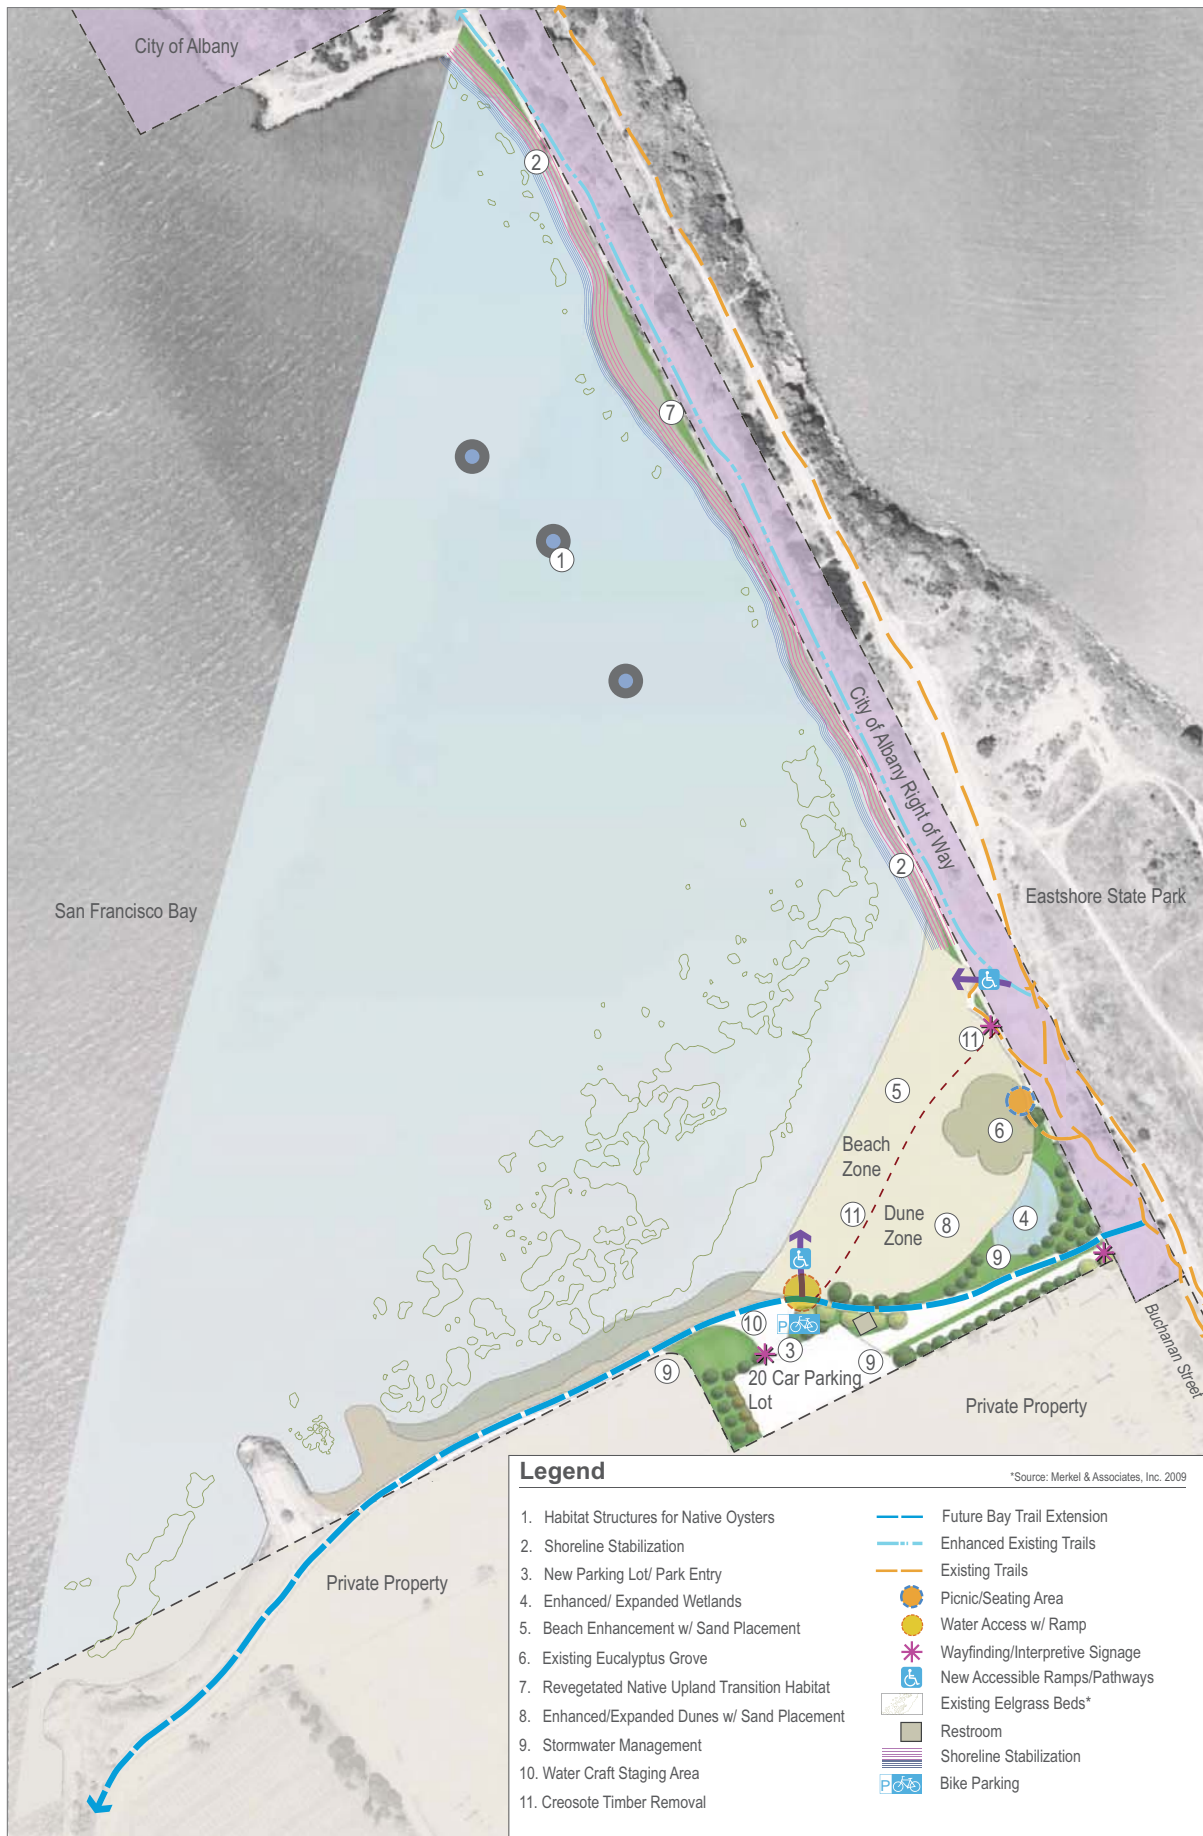 City of Albany
2
7
1
City of Albany Right of Way
2
San Francisco Bay
Eastshore State Park
11
5
6
Beach
Zone
11
Dune
Zone
8
4
9
10
P
3
9
9
20 Car Parking
Lot
Buchanan Street
Private Property
Private Property
Legend
*Source: Merkel & Associates, Inc. 2009
1. Habitat Structures for Native Oysters
2. Shoreline Stabilization
3. New Parking Lot/ Park Entry
4. Enhanced/ Expanded Wetlands
5. Beach Enhancement w/ Sand Placement
6. Existing Eucalyptus Grove
7. Revegetated Native Upland Transition Habitat
8. Enhanced/Expanded Dunes w/ Sand Placement
9. Stormwater Management
10. Water Craft Staging Area
11. Creosote Timber Removal
Future Bay Trail Extension
Enhanced Existing Trails
Existing Trails
Picnic/Seating Area
Water Access w/ Ramp
Wayfinding/Interpretive Signage
New Accessible Ramps/Pathways
Existing Eelgrass Beds*
Restroom
Shoreline Stabilization
P Bike Parking